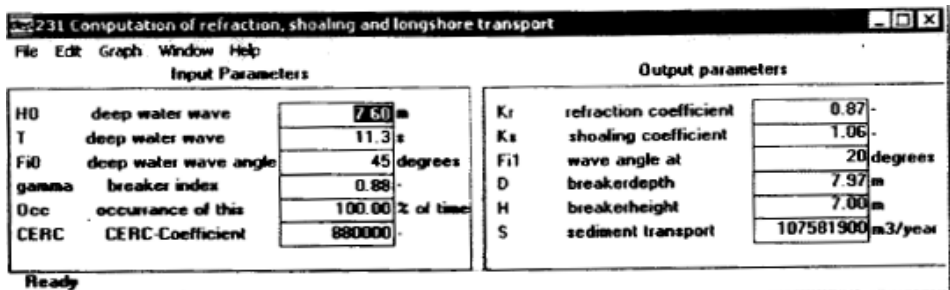 231 Computation of refraction, shoaling and longshore transport
File Edit Graph Window Help
Input Parameters
H0 deep water wave 7.60 m
T deep water wave 11.3 s
Fi0 deep water wave angle 45 degrees
gamma breaker index 0.88 -
Occ occurrance of this 100.00 % of time
CERC CERC-Coefficient 880000 -
Output parameters
Kr refraction coefficient 0.87 -
Ks shoaling coefficient 1.06 -
Fi1 wave angle at 20 degrees
D breakerdepth 7.97 m
H breakerheight 7.00 m
S sediment transport 107581900 m3/year
Ready